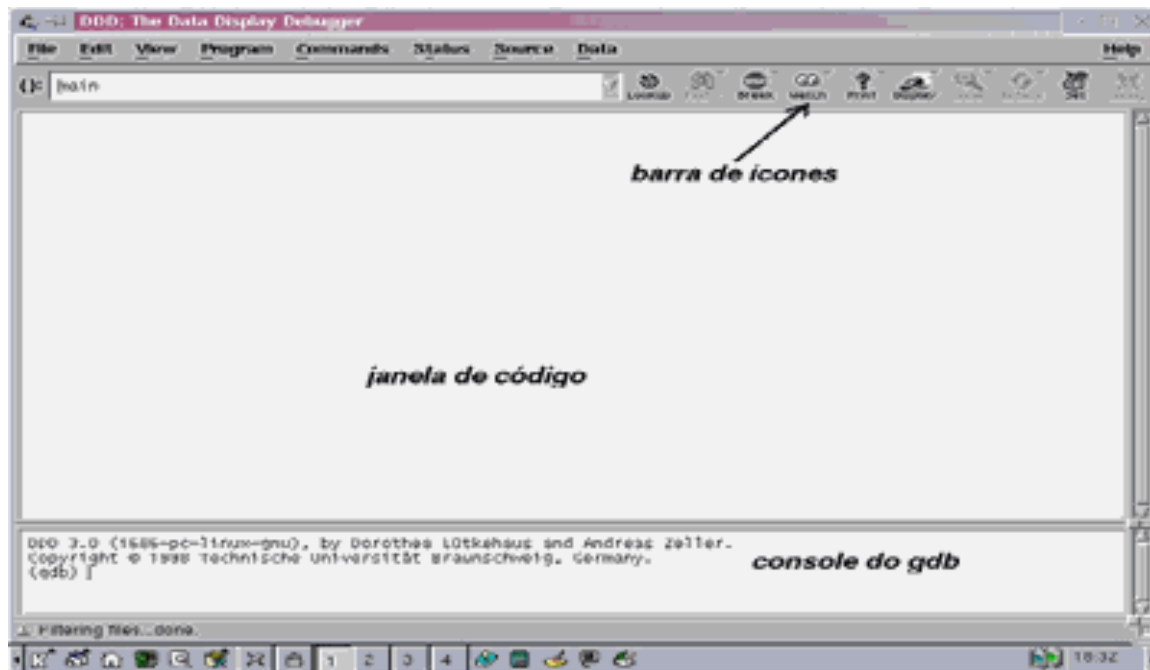 DDD: The Data Display Debugger
File Edit View Program Commands Status Source Data Help
(): main Lookup Break Watch Print Display Set
barra de ícones
janela de código
DDD 3.0 (i686-pc-linux-gnu), by Dorothea Lütkehaus and Andreas Zeller.
Copyright © 1998 Technische Universität Braunschweig, Germany.
(gdb)
console do gdb
Filtering files...done.
1 2 3 4 18:32